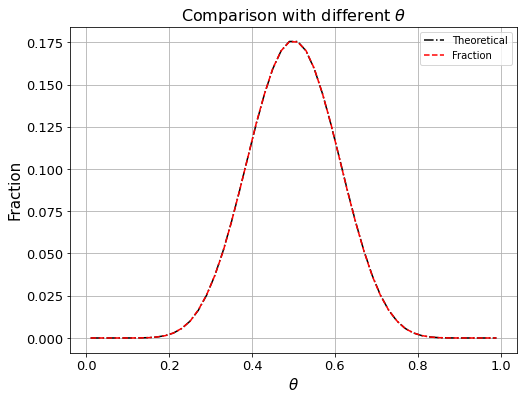 Comparison with different θ
Theoretical
Fraction
Fraction
0.175
0.150
0.125
0.100
0.075
0.050
0.025
0.000
0.0 0.2 0.4 0.6 0.8 1.0
θ